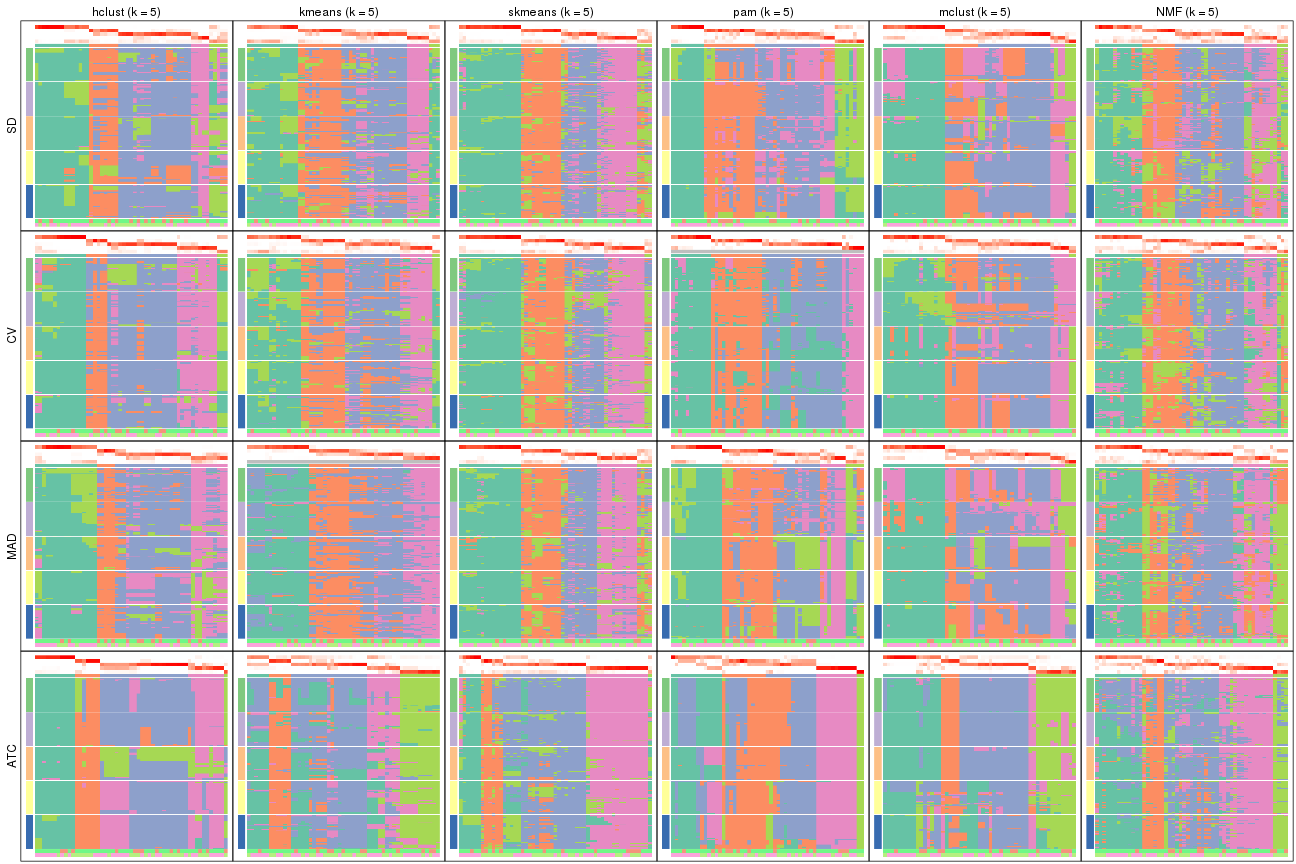 hclust (k = 5) kmeans (k = 5) skmeans (k = 5) pam (k = 5) mclust (k = 5) NMF (k = 5)
SD
CV
MAD
ATC